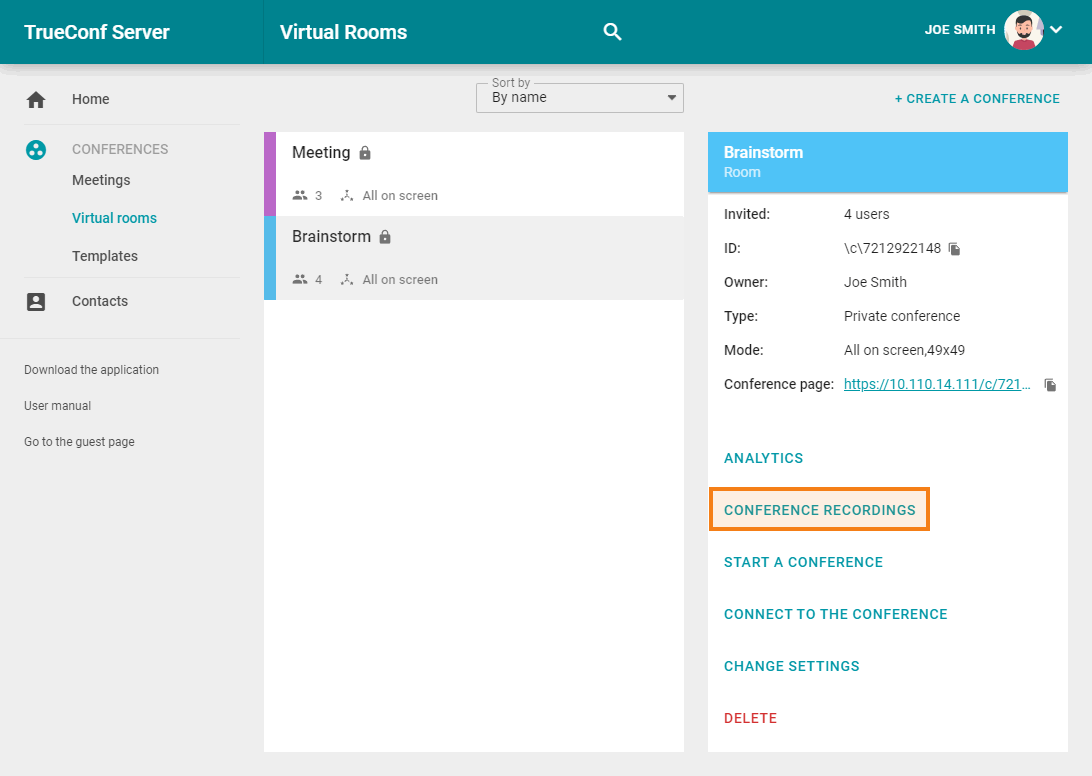 TrueConf Server
Virtual Rooms
JOE SMITH
Home
CONFERENCES
Meetings
Virtual rooms
Templates
Contacts
Download the application
User manual
Go to the guest page
Sort by
By name
+ CREATE A CONFERENCE
Meeting
3 All on screen
Brainstorm
4 All on screen
Brainstorm
Room
Invited: 4 users
ID: \c\7212922148
Owner: Joe Smith
Type: Private conference
Mode: All on screen,49x49
Conference page: https://10.110.14.111/c/721...
ANALYTICS
CONFERENCE RECORDINGS
START A CONFERENCE
CONNECT TO THE CONFERENCE
CHANGE SETTINGS
DELETE